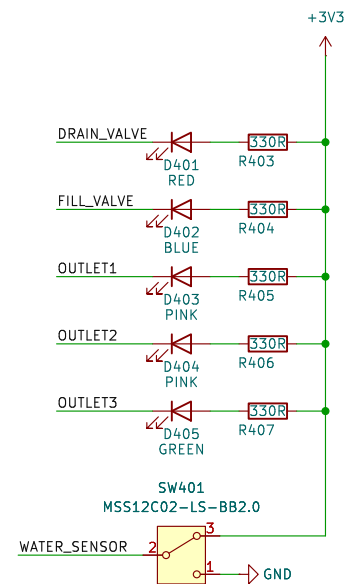 +3V3
DRAIN_VALVE
330R
D401
R403
RED
FILL_VALVE
330R
D402
R404
BLUE
OUTLET1
330R
D403
R405
PINK
OUTLET2
330R
D404
R406
PINK
OUTLET3
330R
D405
R407
GREEN
SW401
MSS12C02-LS-BB2.0
3
WATER_SENSOR
2
1
GND